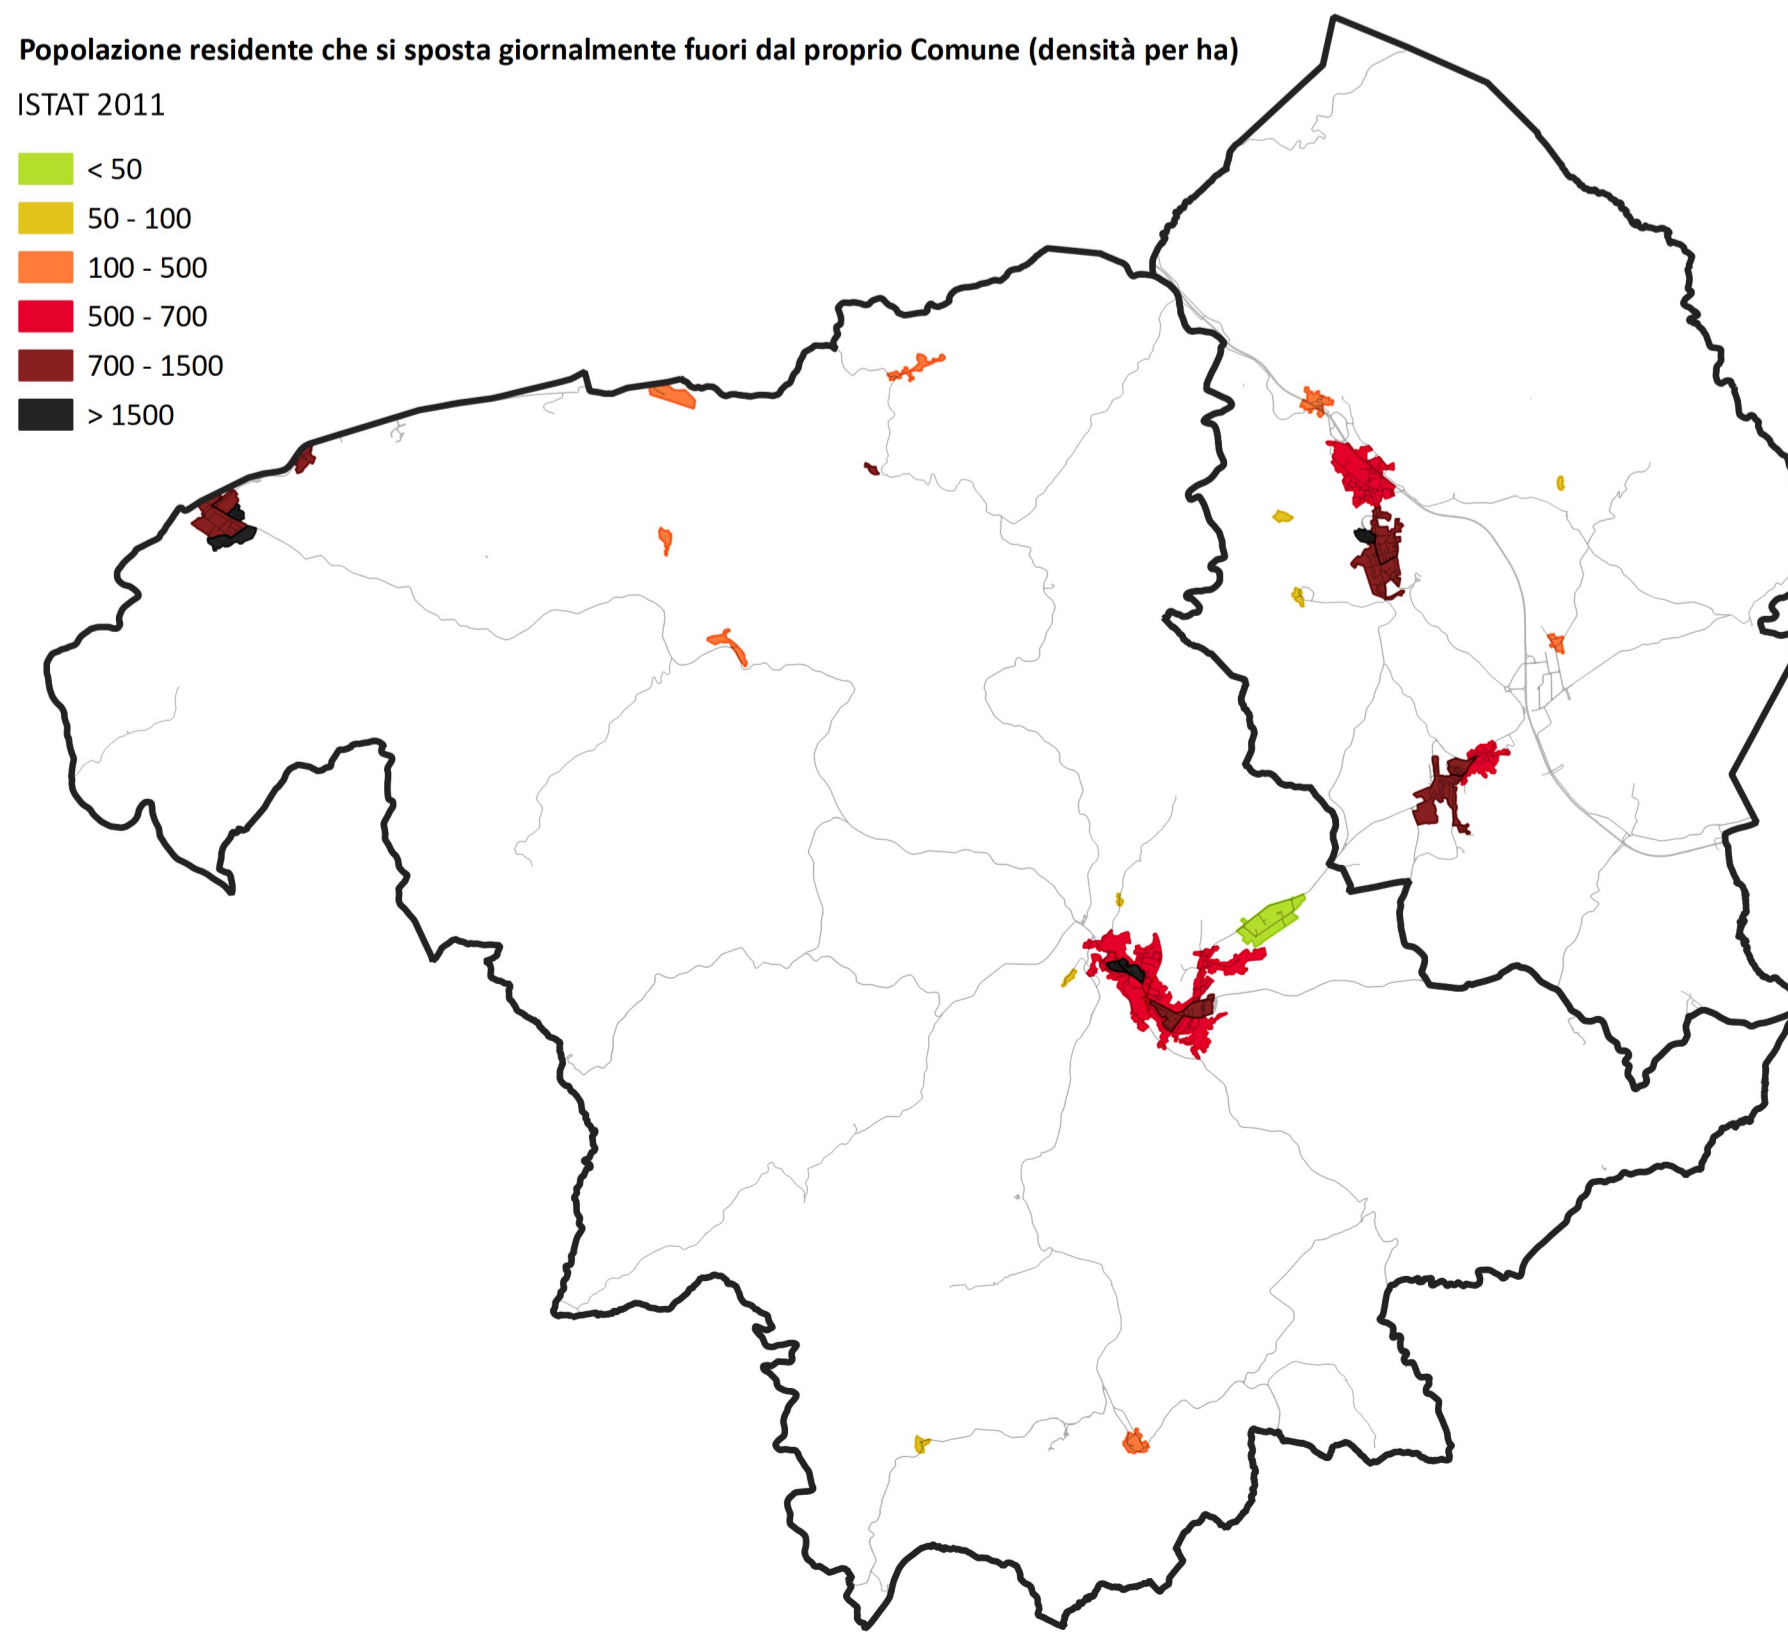 Popolazione residente che si sposta giornalmente fuori dal proprio Comune (densità per ha)
ISTAT 2011
< 50
50 - 100
100 - 500
500 - 700
700 - 1500
> 1500